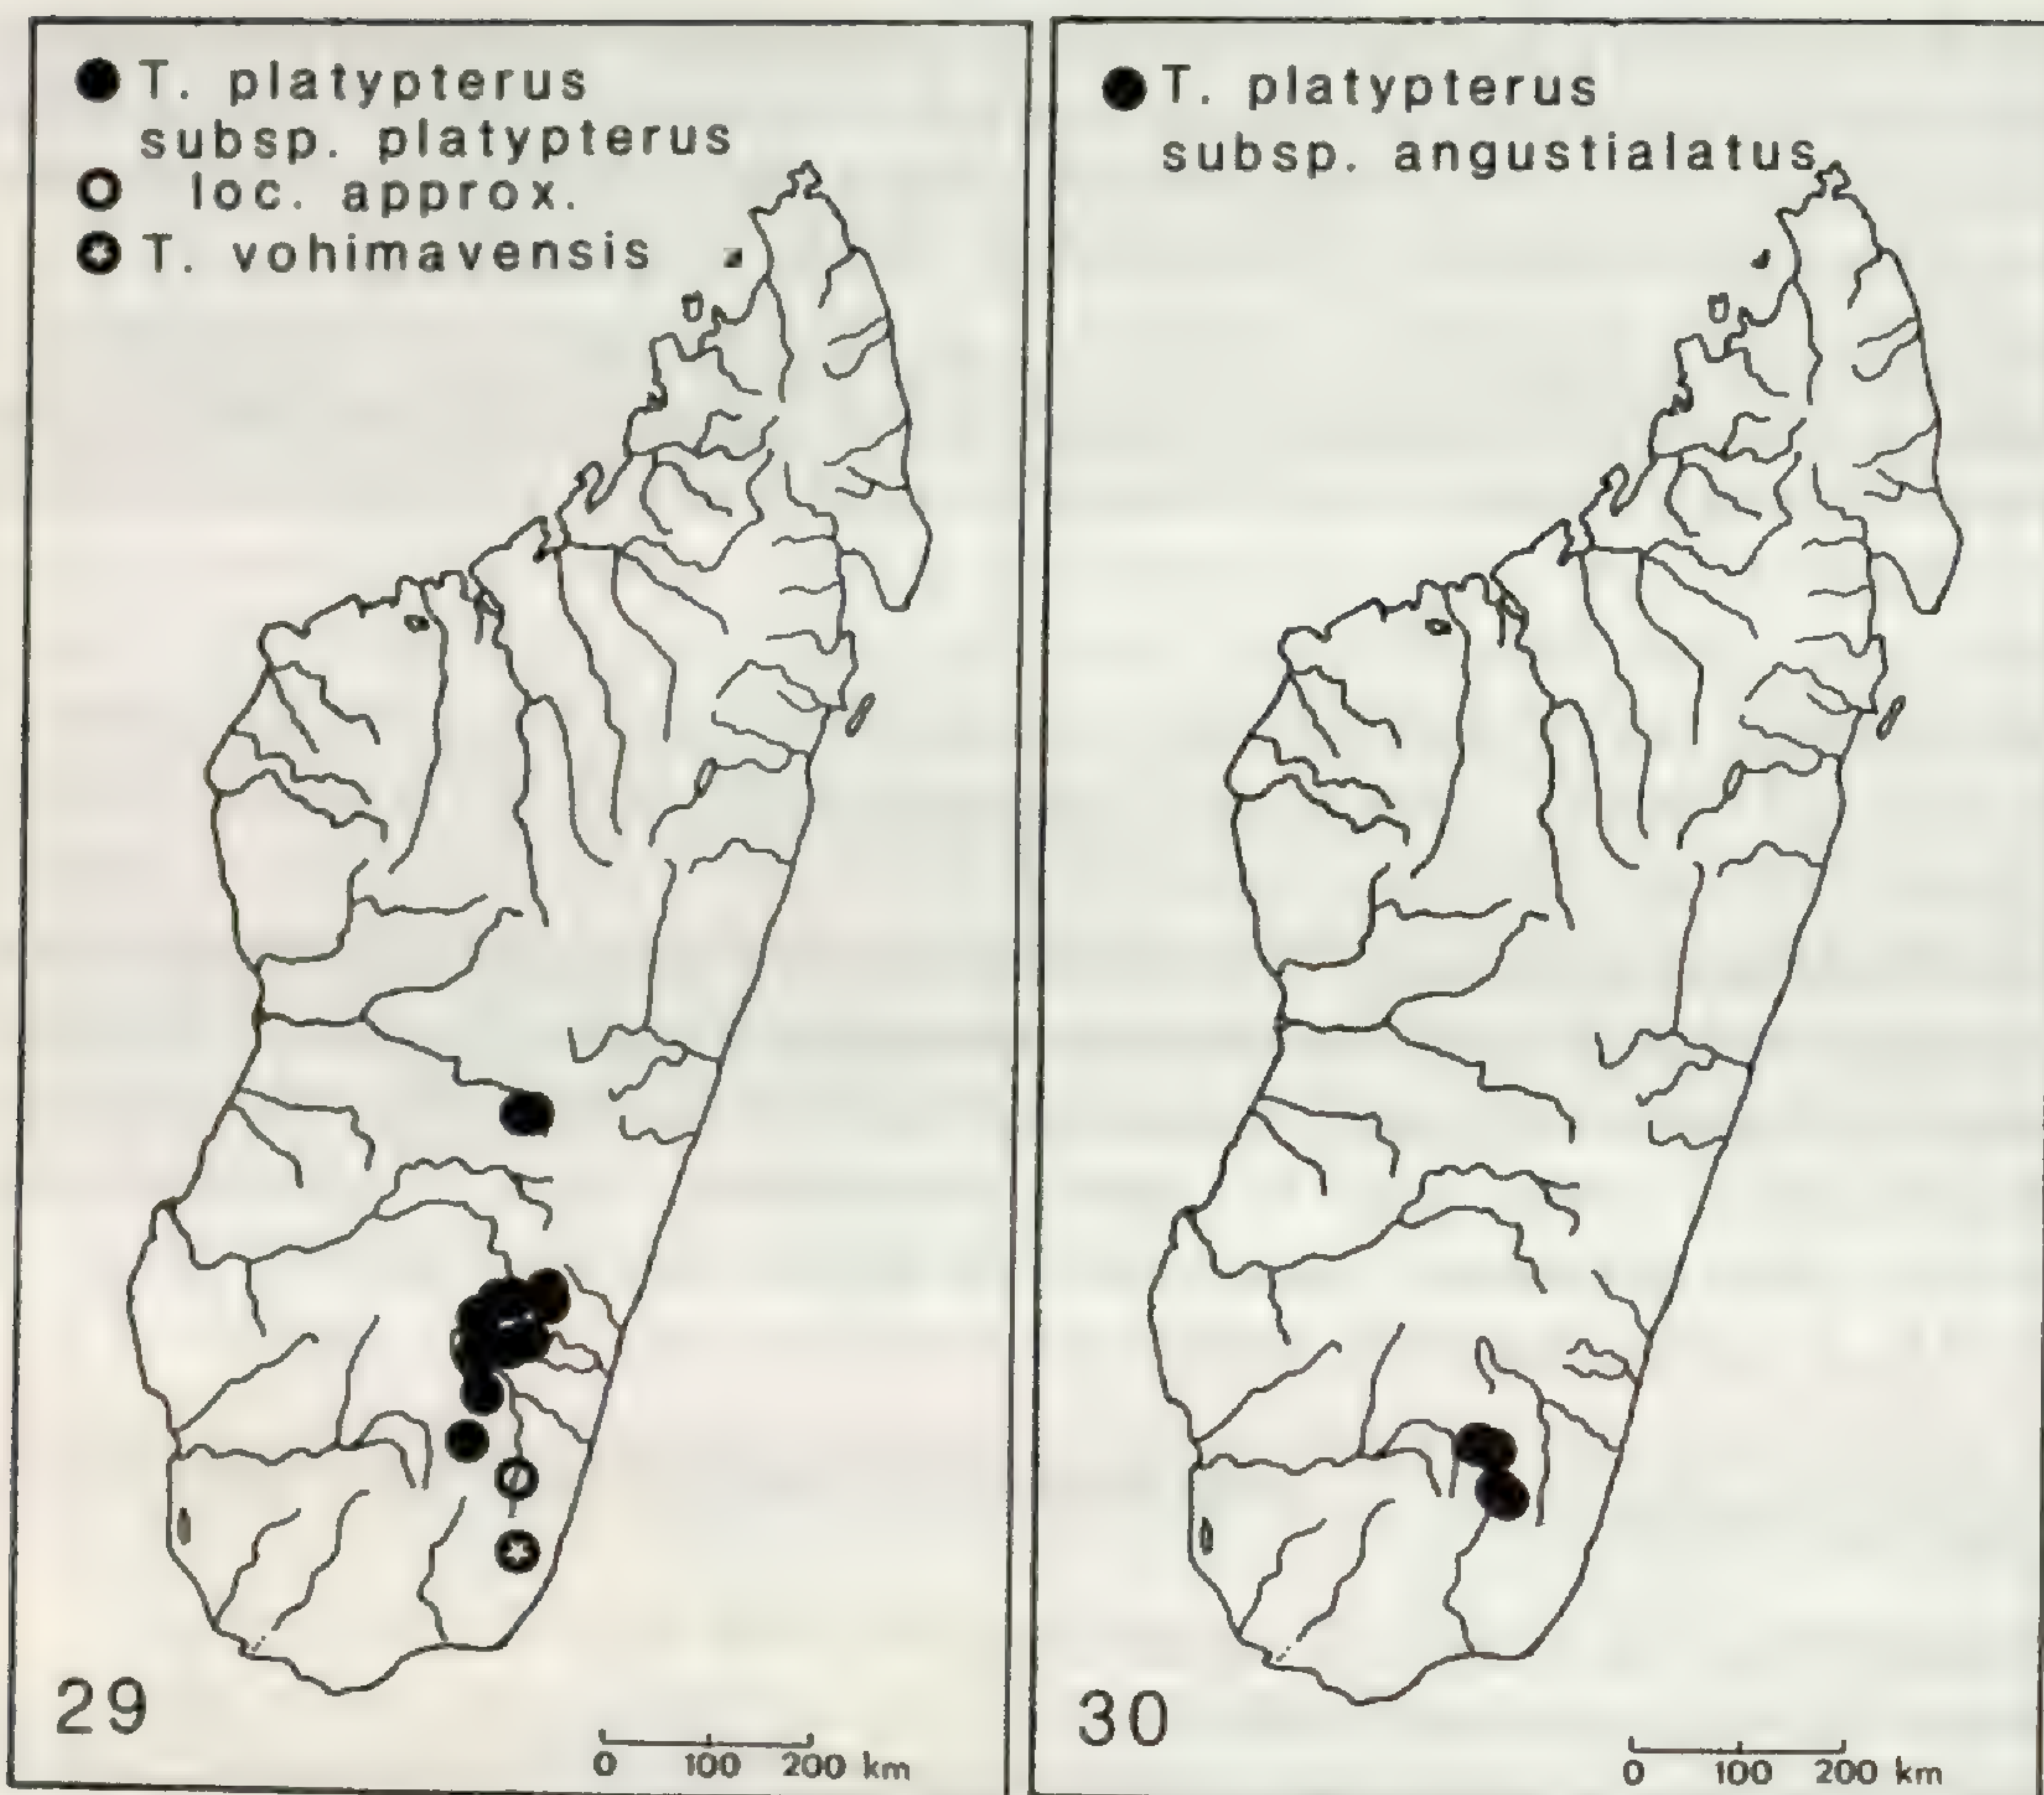 T. platypterus
subsp. platypterus
loc. approx.
T. vohimavensis
29
0 100 200 km
T. platypterus
subsp. angustialatus
30
0 100 200 km